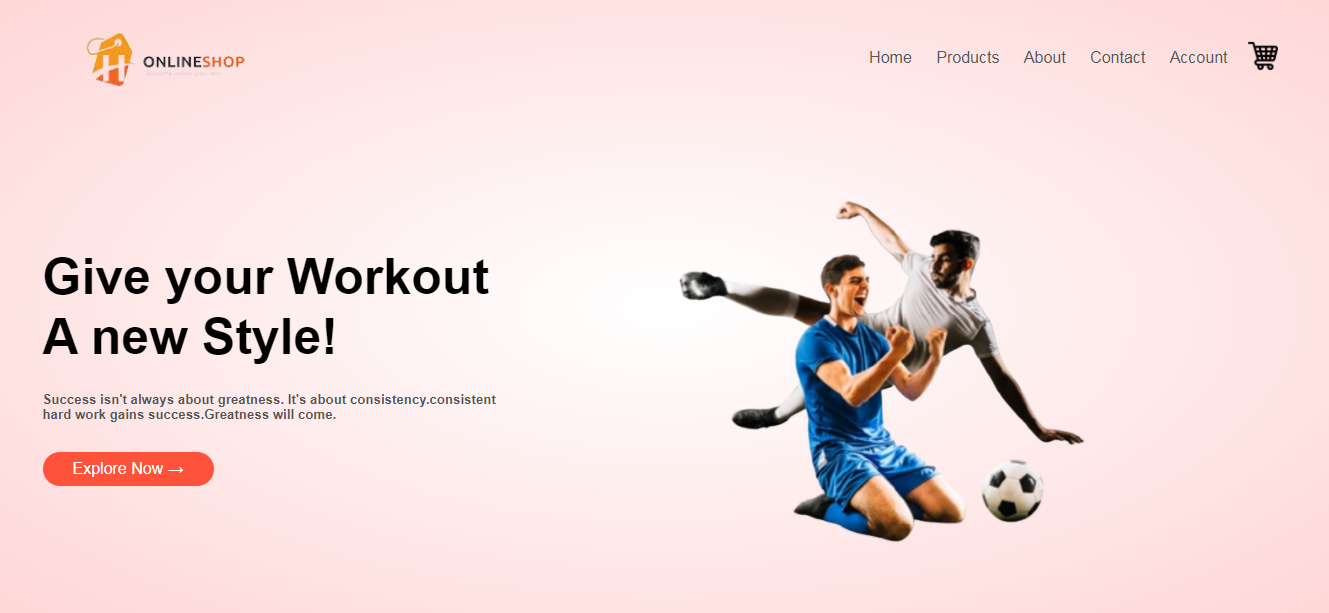 ONLINESHOP
Home Products About Contact Account
Give your Workout
A new Style!
Success isn't always about greatness. It's about consistency.consistent
hard work gains success.Greatness will come.
Explore Now →